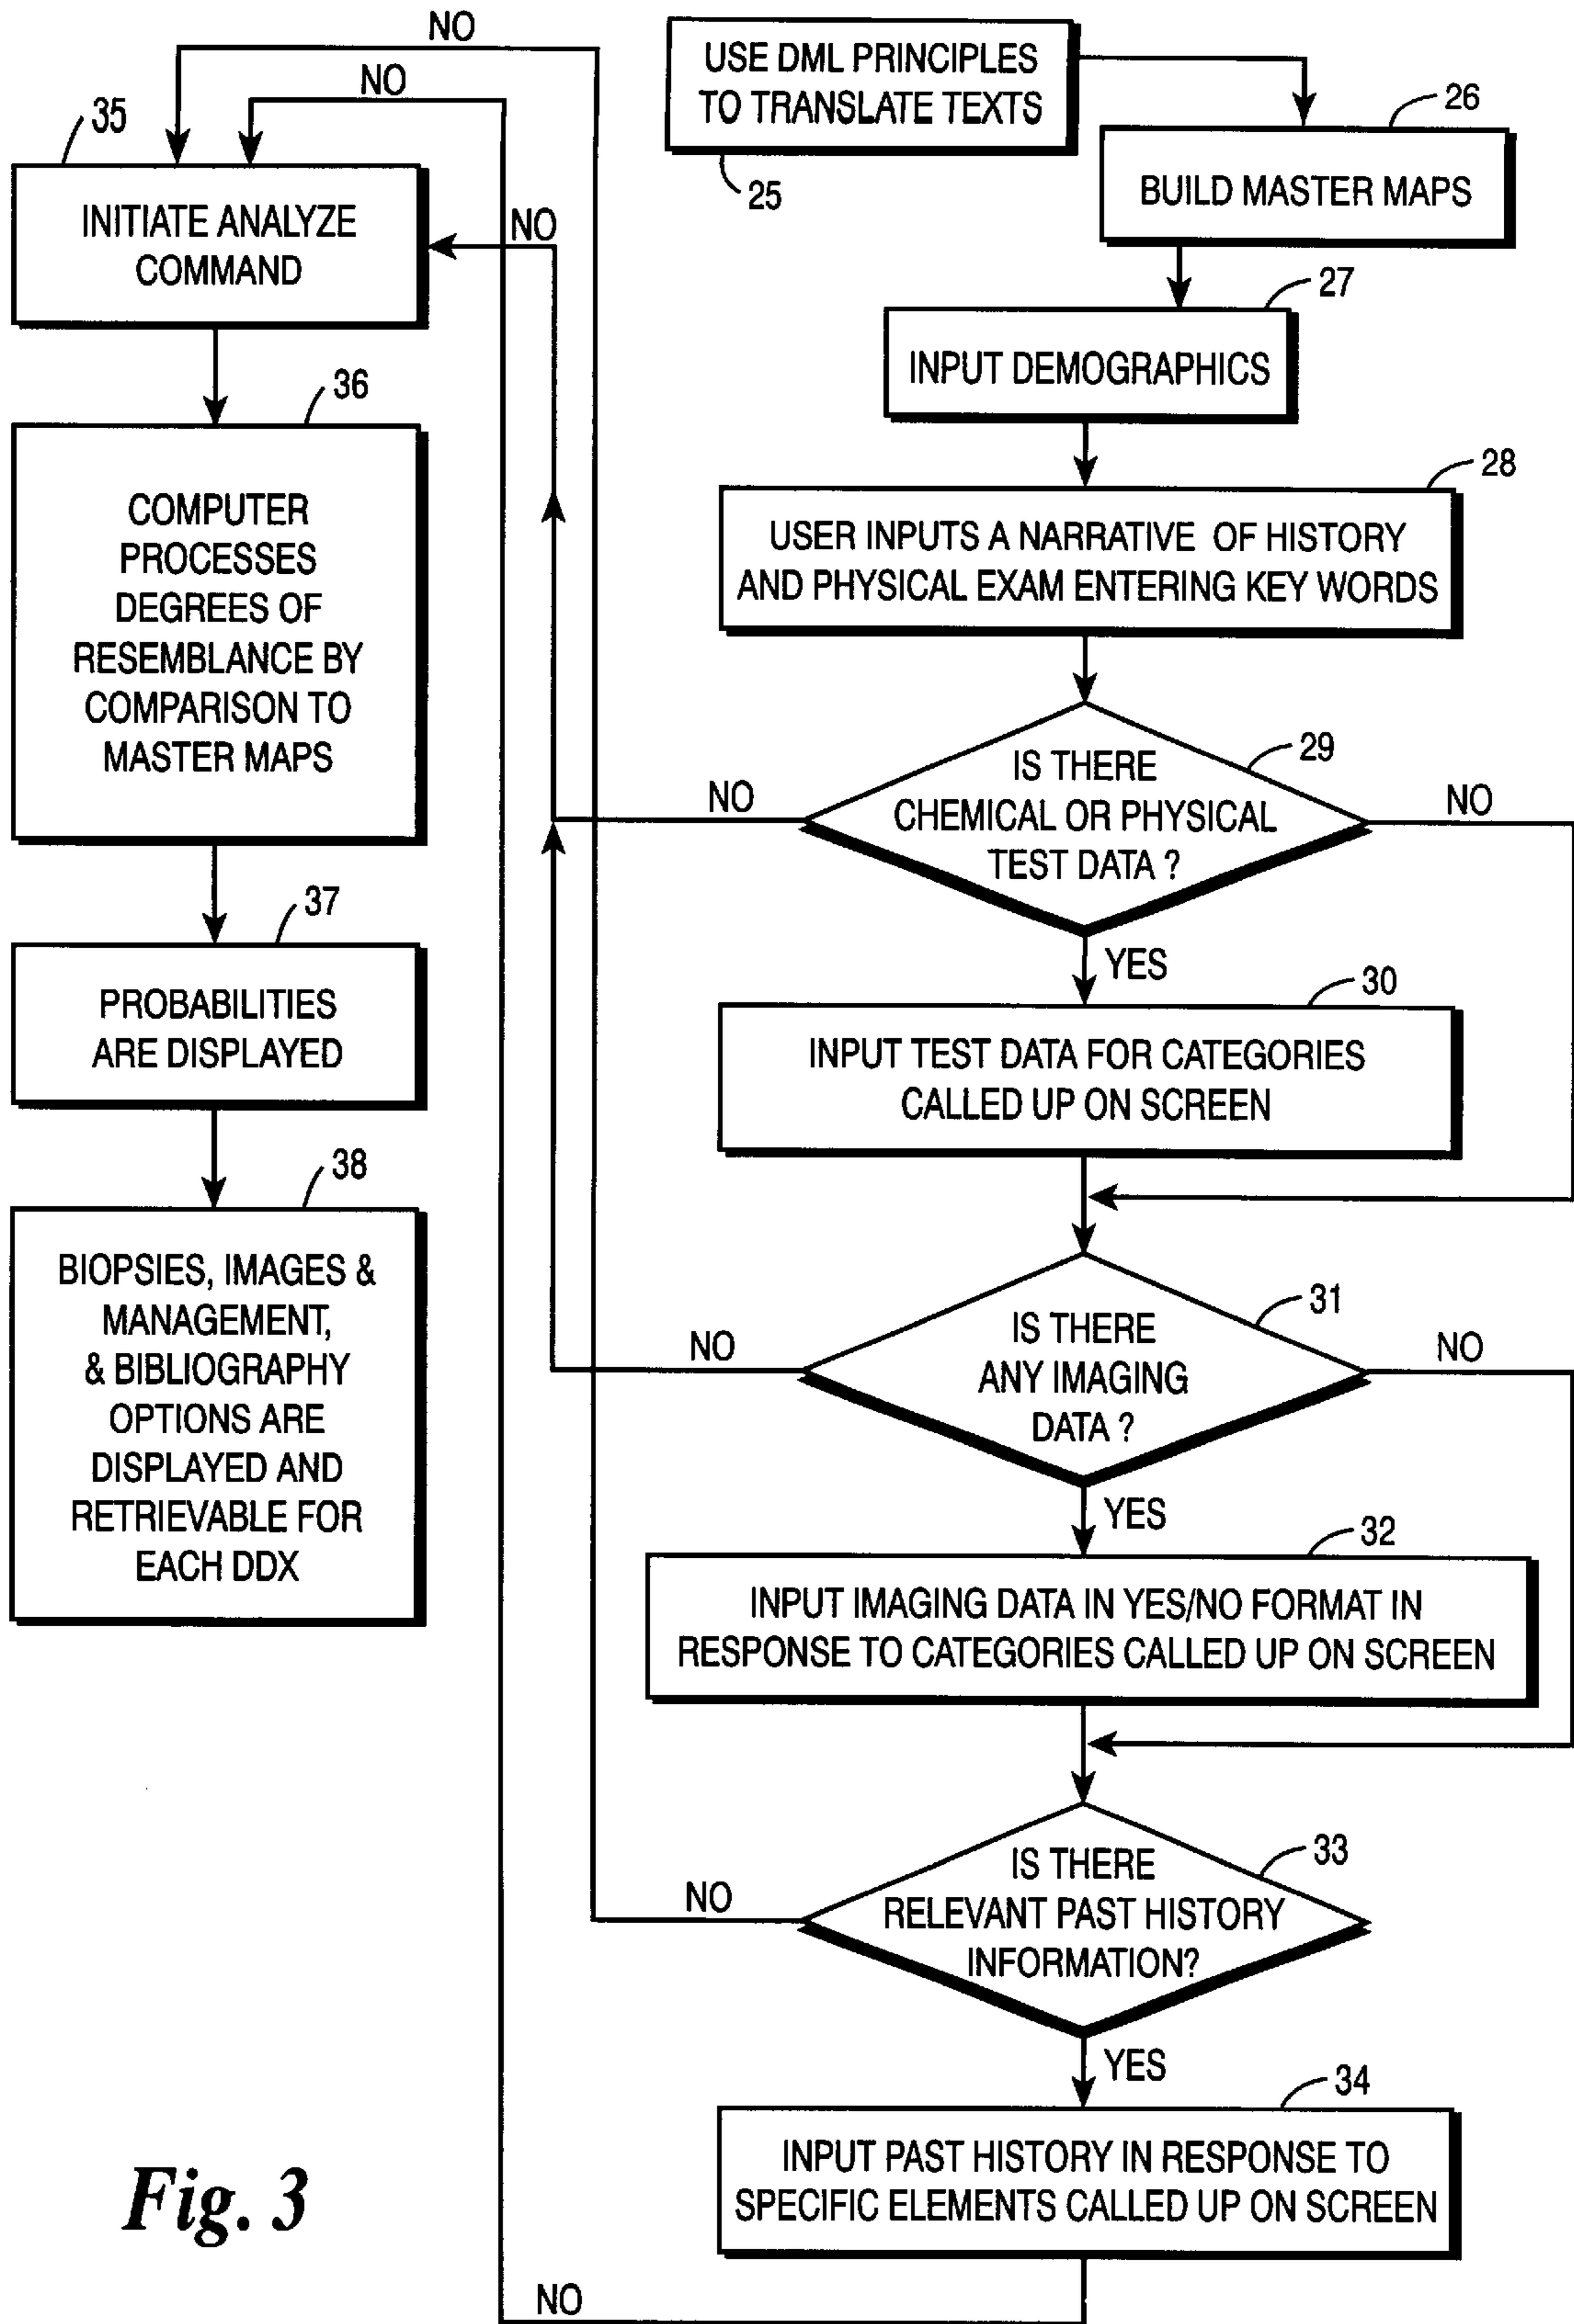 NO
NO
35
INITIATE ANALYZE
COMMAND
NO
36
COMPUTER
PROCESSES
DEGREES OF
RESEMBLANCE BY
COMPARISON TO
MASTER MAPS
37
PROBABILITIES
ARE DISPLAYED
38
BIOPSIES, IMAGES &
MANAGEMENT,
& BIBLIOGRAPHY
OPTIONS ARE
DISPLAYED AND
RETRIEVABLE FOR
EACH DDX
USE DML PRINCIPLES
TO TRANSLATE TEXTS
25
26
BUILD MASTER MAPS
27
INPUT DEMOGRAPHICS
28
USER INPUTS A NARRATIVE OF HISTORY
AND PHYSICAL EXAM ENTERING KEY WORDS
29
IS THERE
CHEMICAL OR PHYSICAL
TEST DATA ?
NO
NO
YES
30
INPUT TEST DATA FOR CATEGORIES
CALLED UP ON SCREEN
31
IS THERE
ANY IMAGING
DATA ?
NO
NO
YES
32
INPUT IMAGING DATA IN YES/NO FORMAT IN
RESPONSE TO CATEGORIES CALLED UP ON SCREEN
33
IS THERE
RELEVANT PAST HISTORY
INFORMATION?
NO
YES
34
INPUT PAST HISTORY IN RESPONSE TO
SPECIFIC ELEMENTS CALLED UP ON SCREEN
NO
Fig. 3